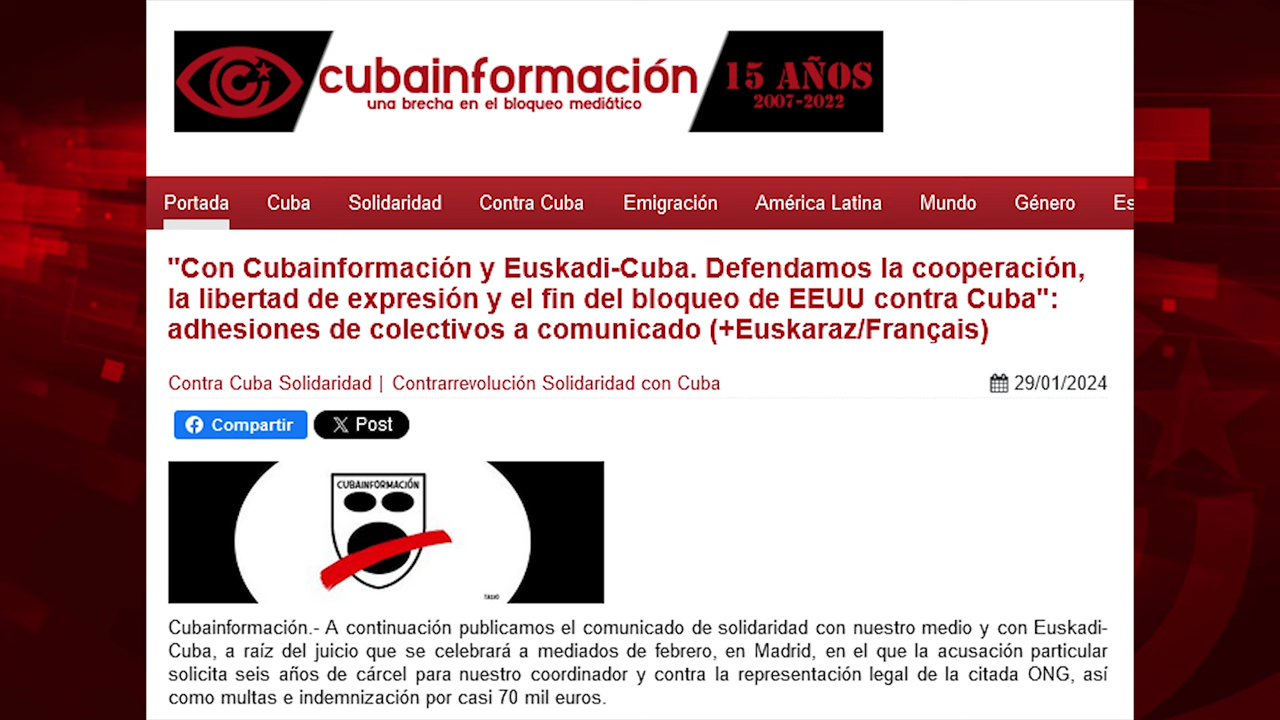 cubainformación
una brecha en el bloqueo mediático
15 AÑOS
2007-2022
Portada Cuba Solidaridad Contra Cuba Emigración América Latina Mundo Género Es
"Con Cubainformación y Euskadi-Cuba. Defendamos la cooperación,
la libertad de expresión y el fin del bloqueo de EEUU contra Cuba":
adhesiones de colectivos a comunicado (+Euskaraz/Français)
Contra Cuba Solidaridad | Contrarrevolución Solidaridad con Cuba 29/01/2024
Compartir Post
CUBAINFORMACIÓN
TASIO
Cubainformación.- A continuación publicamos el comunicado de solidaridad con nuestro medio y con Euskadi-
Cuba, a raíz del juicio que se celebrará a mediados de febrero, en Madrid, en el que la acusación particular
solicita seis años de cárcel para nuestro coordinador y contra la representación legal de la citada ONG, así
como multas e indemnización por casi 70 mil euros.